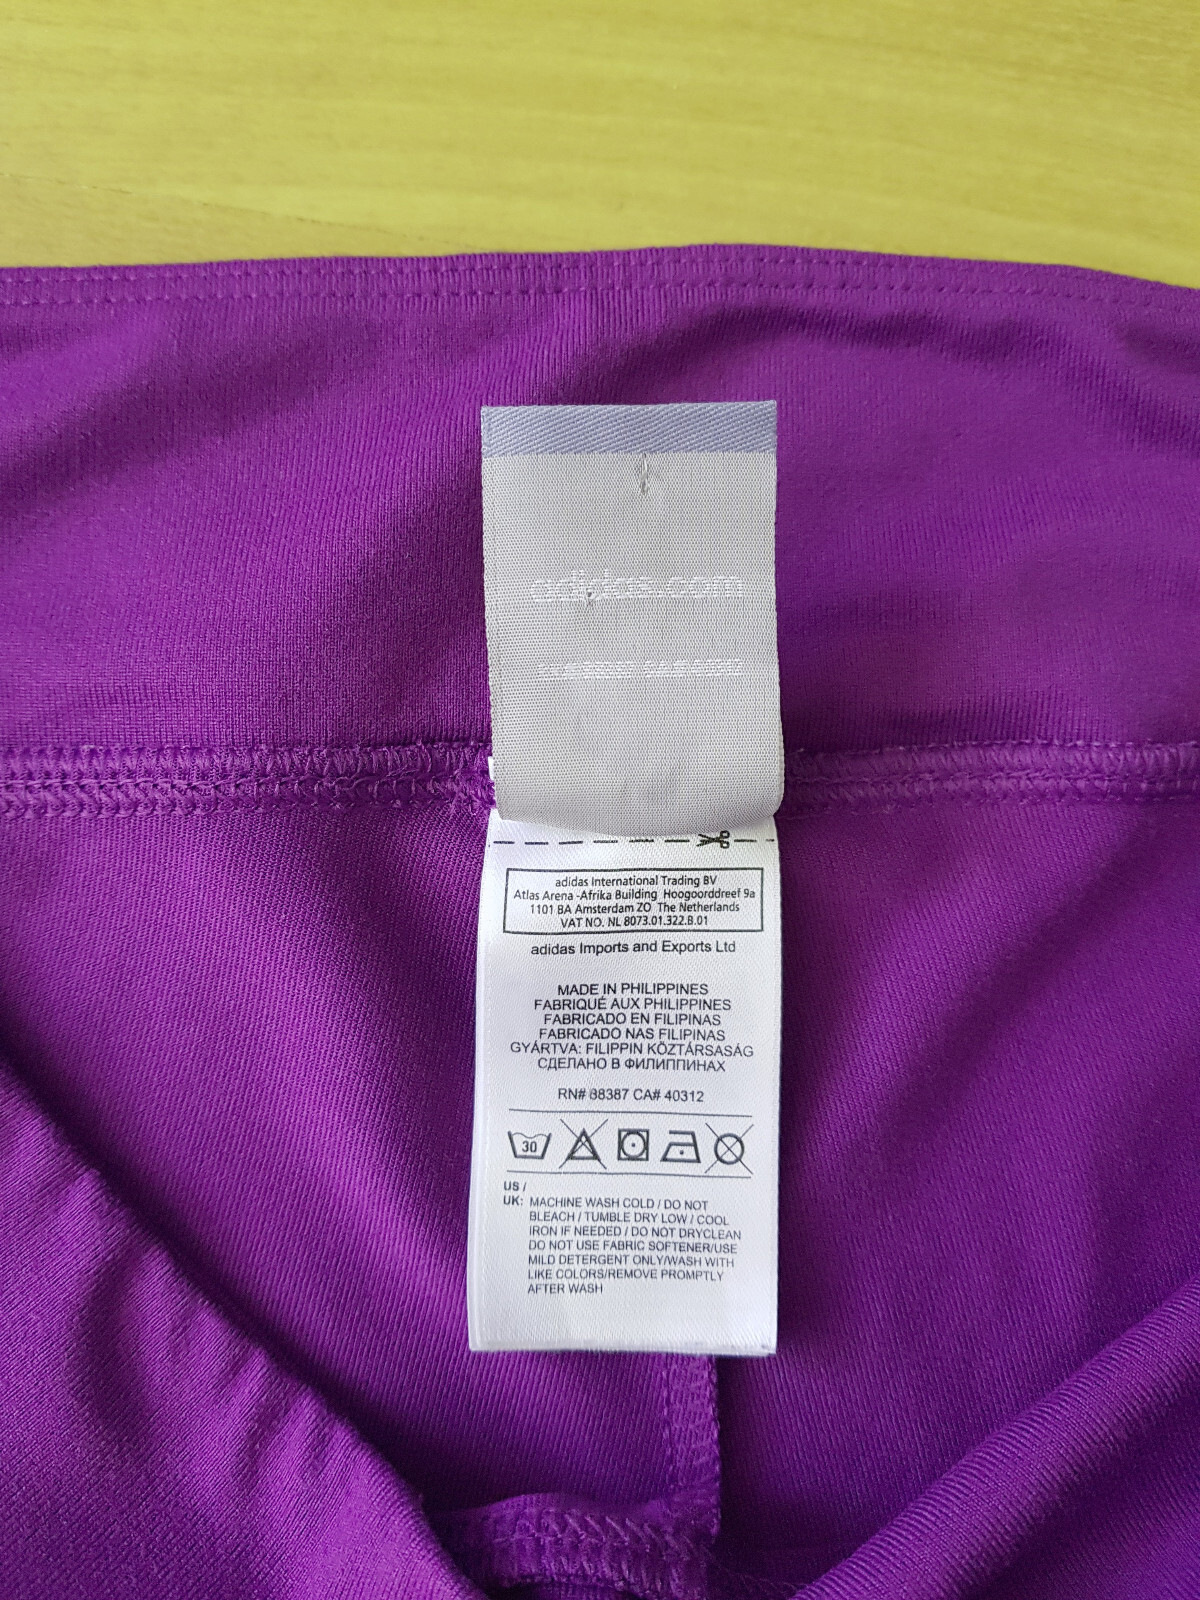 adidas International Trading BV
Atlas Arena -Afrika Building Hoogoorddreef 9a
1101 BA Amsterdam ZO The Netherlands
VAT NO. NL 8073.01.322.B.01
adidas Imports and Exports Ltd
MADE IN PHILIPPINES
FABRIQUÉ AUX PHILIPPINES
FABRICADO EN FILIPINAS
FABRICADO NAS FILIPINAS
GYÁRTVA: FILIPPIN KÖZTÁRSASÁG
СДЕЛАНО В ФИЛИППИНАХ
RN# 88387 CA# 40312
30
US /
UK: MACHINE WASH COLD / DO NOT
BLEACH / TUMBLE DRY LOW / COOL
IRON IF NEEDED / DO NOT DRYCLEAN
DO NOT USE FABRIC SOFTENER/USE
MILD DETERGENT ONLY/WASH WITH
LIKE COLORS/REMOVE PROMPTLY
AFTER WASH